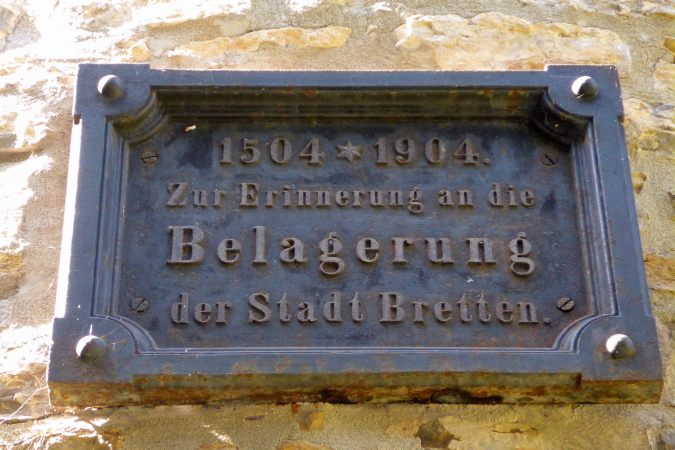 1504 * 1904.
Zur Erinnerung an die
Belagerung
der Stadt Bretten.